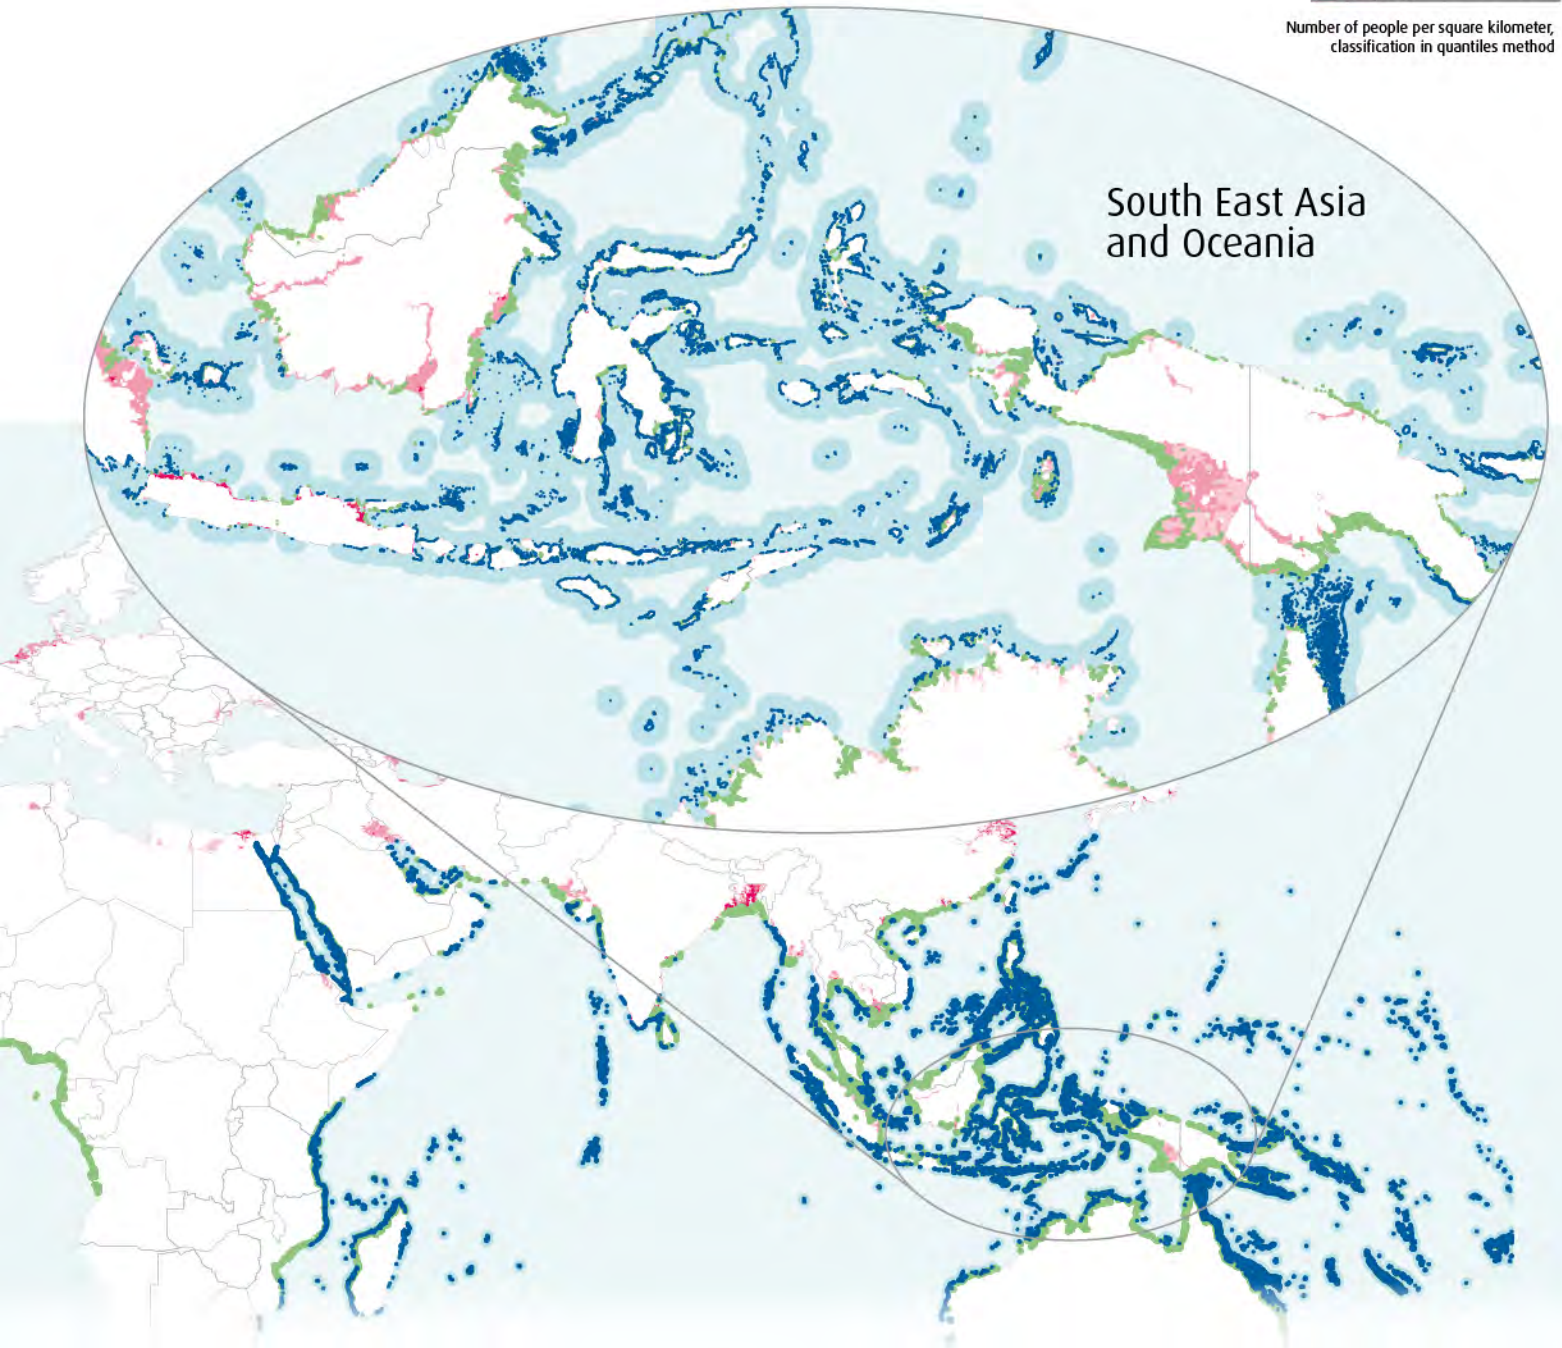 Number of people per square kilometer,
classification in quantiles method
South East Asia
and Oceania